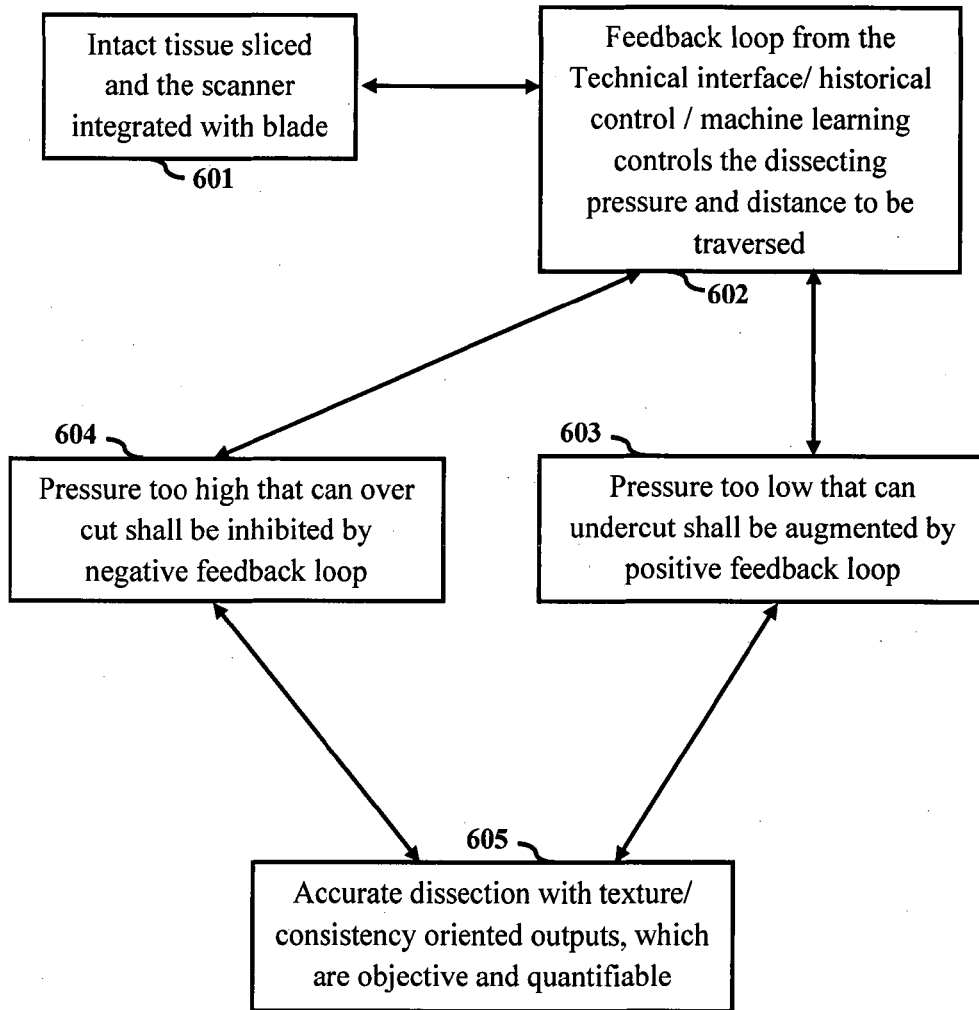 Intact tissue sliced
and the scanner
integrated with blade
601
Feedback loop from the
Technical interface/ historical
control / machine learning
controls the dissecting
pressure and distance to be
traversed
602
604
Pressure too high that can over
cut shall be inhibited by
negative feedback loop
603
Pressure too low that can
undercut shall be augmented by
positive feedback loop
605
Accurate dissection with texture/
consistency oriented outputs, which
are objective and quantifiable